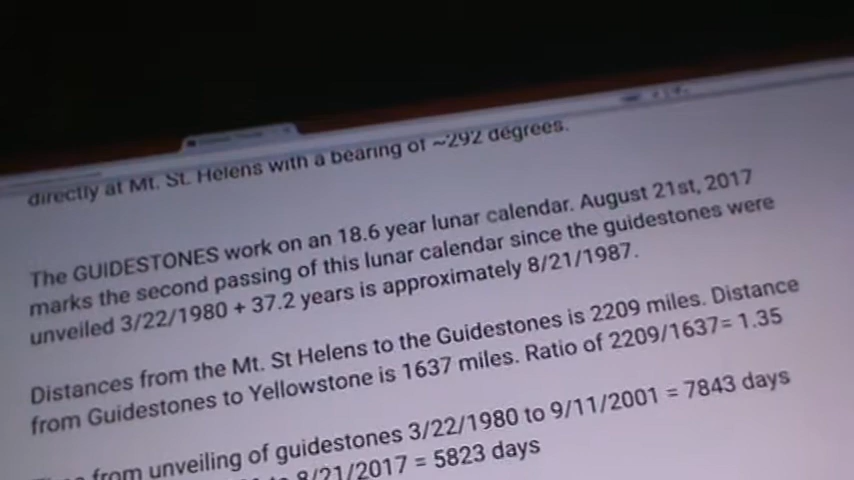 directly at Mt. St. Helens with a bearing of ~292 degrees.
The GUIDESTONES work on an 18.6 year lunar calendar. August 21st, 2017
marks the second passing of this lunar calendar since the guidestones were
unveiled 3/22/1980 + 37.2 years is approximately 8/21/1987.
Distances from the Mt. St Helens to the Guidestones is 2209 miles. Distance
from Guidestones to Yellowstone is 1637 miles. Ratio of 2209/1637= 1.35
from unveiling of guidestones 3/22/1980 to 9/11/2001 = 7843 days
8/21/2017 = 5823 days